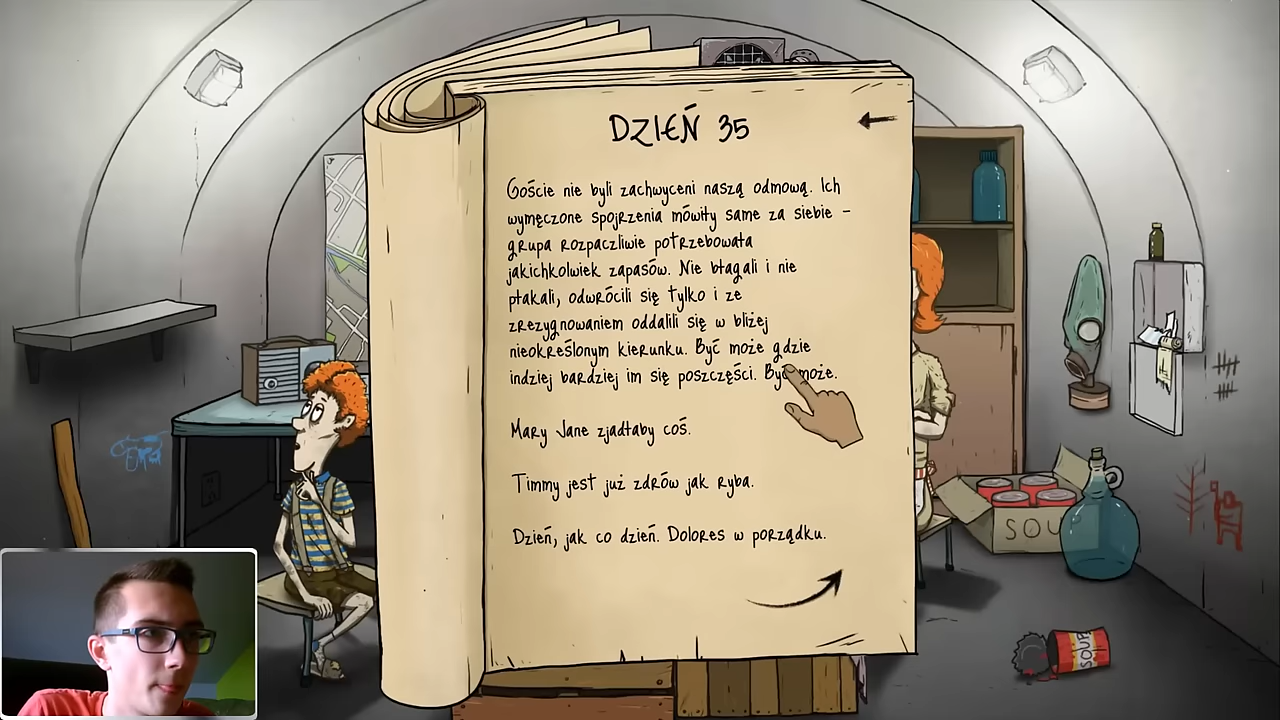 DZIEŃ 35
Goście nie byli zachwyceni naszą odmową. Ich
wymęczone spojrzenia mówiły same za siebie -
grupa rozpaczliwie potrzebowała
jakichkolwiek zapasów. Nie błagali i nie
płakali, odwrócili się tylko i ze
zrezygnowaniem oddalili się w bliżej
nieokreślonym kierunku. Być może gdzie
indziej bardziej im się poszczęści. Być może.
Mary Jane zjadłaby coś.
Timmy jest już zdrów jak ryba.
Dzień, jak co dzień. Dolores w porządku.
SOU
SOUP